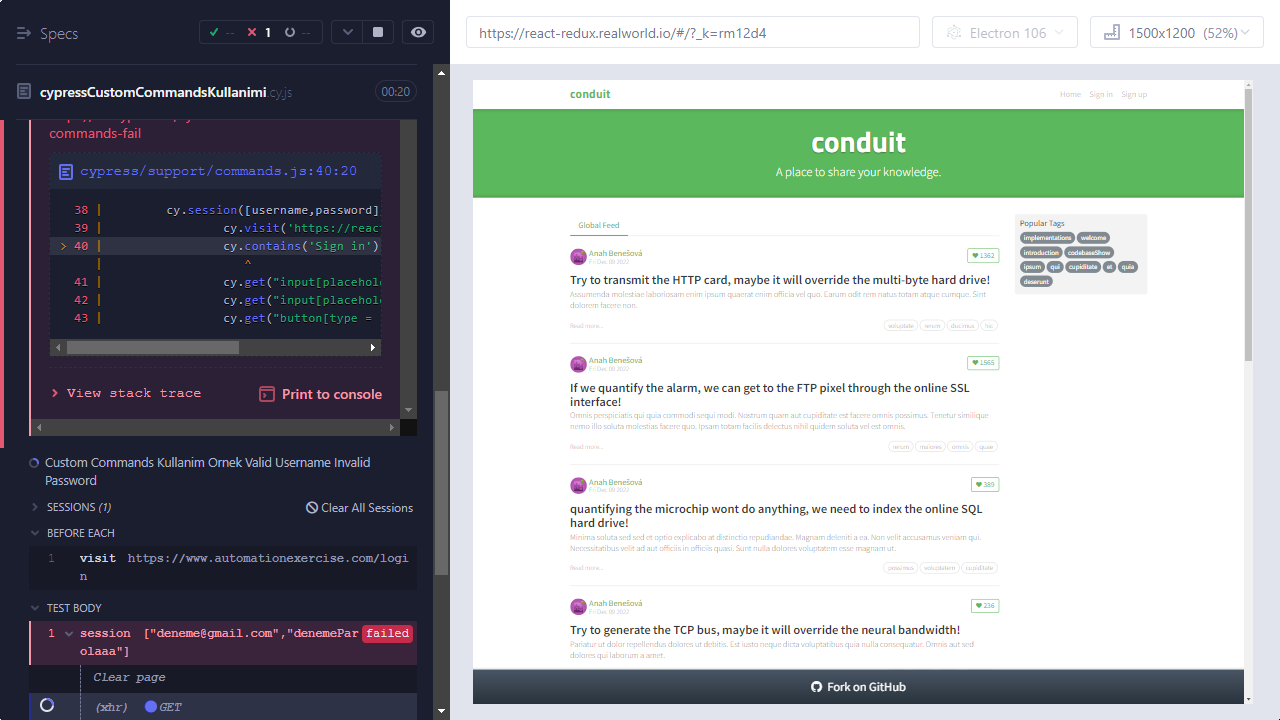 Specs
-- 1 --
cypressCustomCommandsKullanimi.cy.js 00:20
commands-fail
cypress/support/commands.js:40:20
38 | cy.session([username,password]
39 | cy.visit('https://reac
> 40 | cy.contains('Sign in')
| ^
41 | cy.get("input[placehol
42 | cy.get("input[placehol
43 | cy.get("button[type =
View stack trace
Print to console
Custom Commands Kullanim Ornek Valid Username Invalid
Password
SESSIONS (1)
Clear All Sessions
BEFORE EACH
1 visit https://www.automationexercise.com/logi
n
TEST BODY
1 session ["deneme@gmail.com","denemePar failed
olaaa"]
Clear page
(xhr) GET
https://react-redux.realworld.io/#/?_k=rm12d4
Electron 106
1500x1200 (52%)
conduit
Home Sign in Sign up
conduit
A place to share your knowledge.
Global Feed
Anah Benešová
Fri Dec 09 2022
1362
Try to transmit the HTTP card, maybe it will override the multi-byte hard drive!
Assumenda molestiae laboriosam enim ipsum quaerat enim officia vel quo. Earum odit rem natus totam atque cumque. Sint
dolorem facere non.
Read more...
voluptate rerum ducimus hic
Anah Benešová
Fri Dec 09 2022
1565
If we quantify the alarm, we can get to the FTP pixel through the online SSL
interface!
Omnis perspiciatis qui quia commodi sequi modi. Nostrum quam aut cupiditate est facere omnis possimus. Tenetur similique
nemo illo soluta molestias facere quo. Ipsam totam facilis delectus nihil quidem soluta vel est omnis.
Read more...
rerum maiores omnis quae
Anah Benešová
Fri Dec 09 2022
389
quantifying the microchip wont do anything, we need to index the online SQL
hard drive!
Minima soluta sed sed et optio explicabo at distinctio repudiandae. Magnam deleniti a ea. Non velit accusamus veniam qui.
Necessitatibus velit ad aut officiis in officiis quasi. Sunt nulla dolores voluptatem esse magnam ut.
Read more...
possimus voluptatem cupiditate
Anah Benešová
Fri Dec 09 2022
236
Try to generate the TCP bus, maybe it will override the neural bandwidth!
Pariatur ut dolor repellendus dolores ut debitis. Est iusto neque dicta voluptatibus quia nulla consequatur. Omnis aut sed
dolores qui laborum a amet.
Popular Tags
implementations welcome
introduction codebaseShow
ipsum qui cupiditate et quia
deserunt
Fork on GitHub